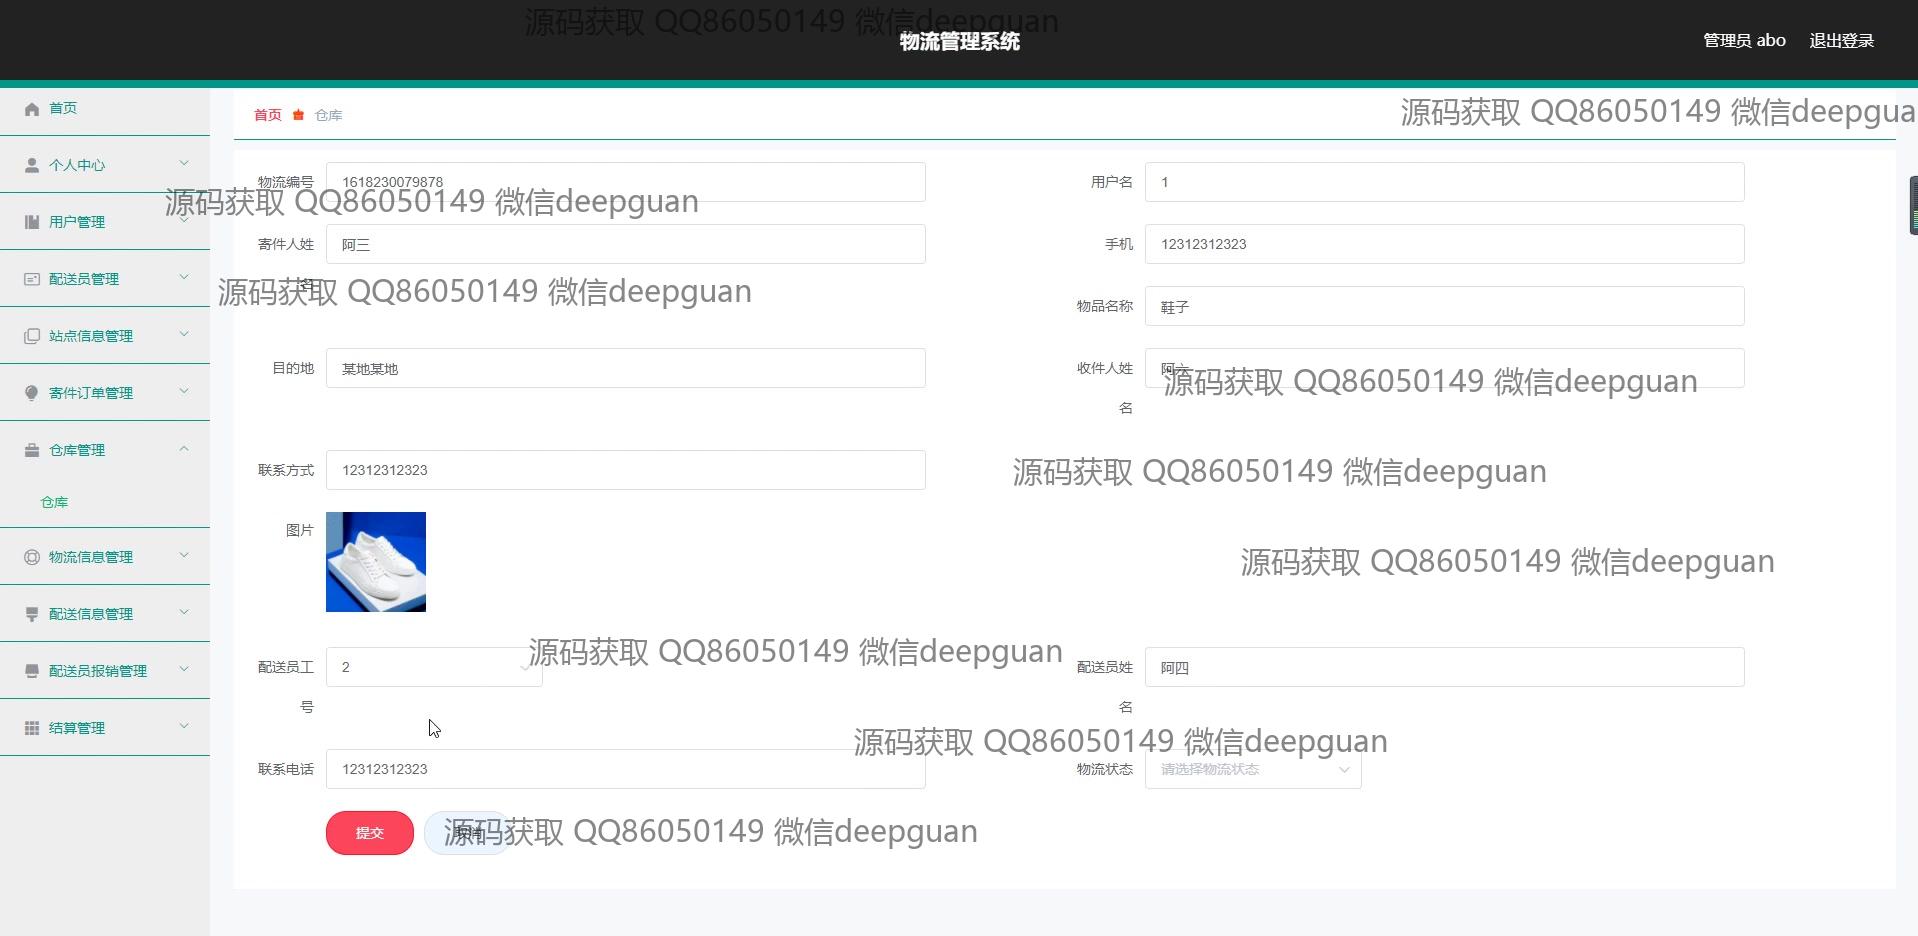 源码获取 QQ86050149 微信deepguan
物流管理系统
管理员 abo
退出登录
首页
个人中心
用户管理
配送员管理
站点信息管理
寄件订单管理
仓库管理
仓库
物流信息管理
配送信息管理
配送员报销管理
结算管理
首页 仓库
源码获取 QQ86050149 微信deepgua
物流编号 1618230079878
用户名 1
源码获取 QQ86050149 微信deepguan
寄件人姓名 阿三
手机 12312312323
源码获取 QQ86050149 微信deepguan
物品名称 鞋子
目的地 某地某地
收件人姓名 阿六
源码获取 QQ86050149 微信deepguan
联系方式 12312312323
源码获取 QQ86050149 微信deepguan
图片
源码获取 QQ86050149 微信deepguan
配送员工号 2
源码获取 QQ86050149 微信deepguan
配送员姓名 阿四
源码获取 QQ86050149 微信deepguan
联系电话 12312312323
物流状态 请选择物流状态
提交
取消
源码获取 QQ86050149 微信deepguan